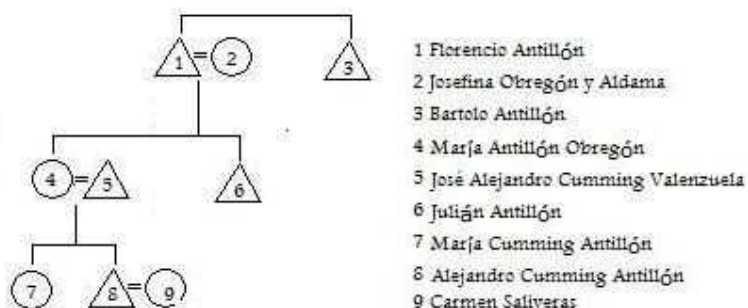 1
2
3
4
5
6
7
8
9
1 Florencio Antillón
2 Josefina Obregón y Aldama
3 Bartolo Antillón
4 María Antillón Obregón
5 José Alejandro Cumming Valenzuela
6 Julián Antillón
7 María Cumming Antillón
8 Alejandro Cumming Antillón
9 Carmen Saliveras